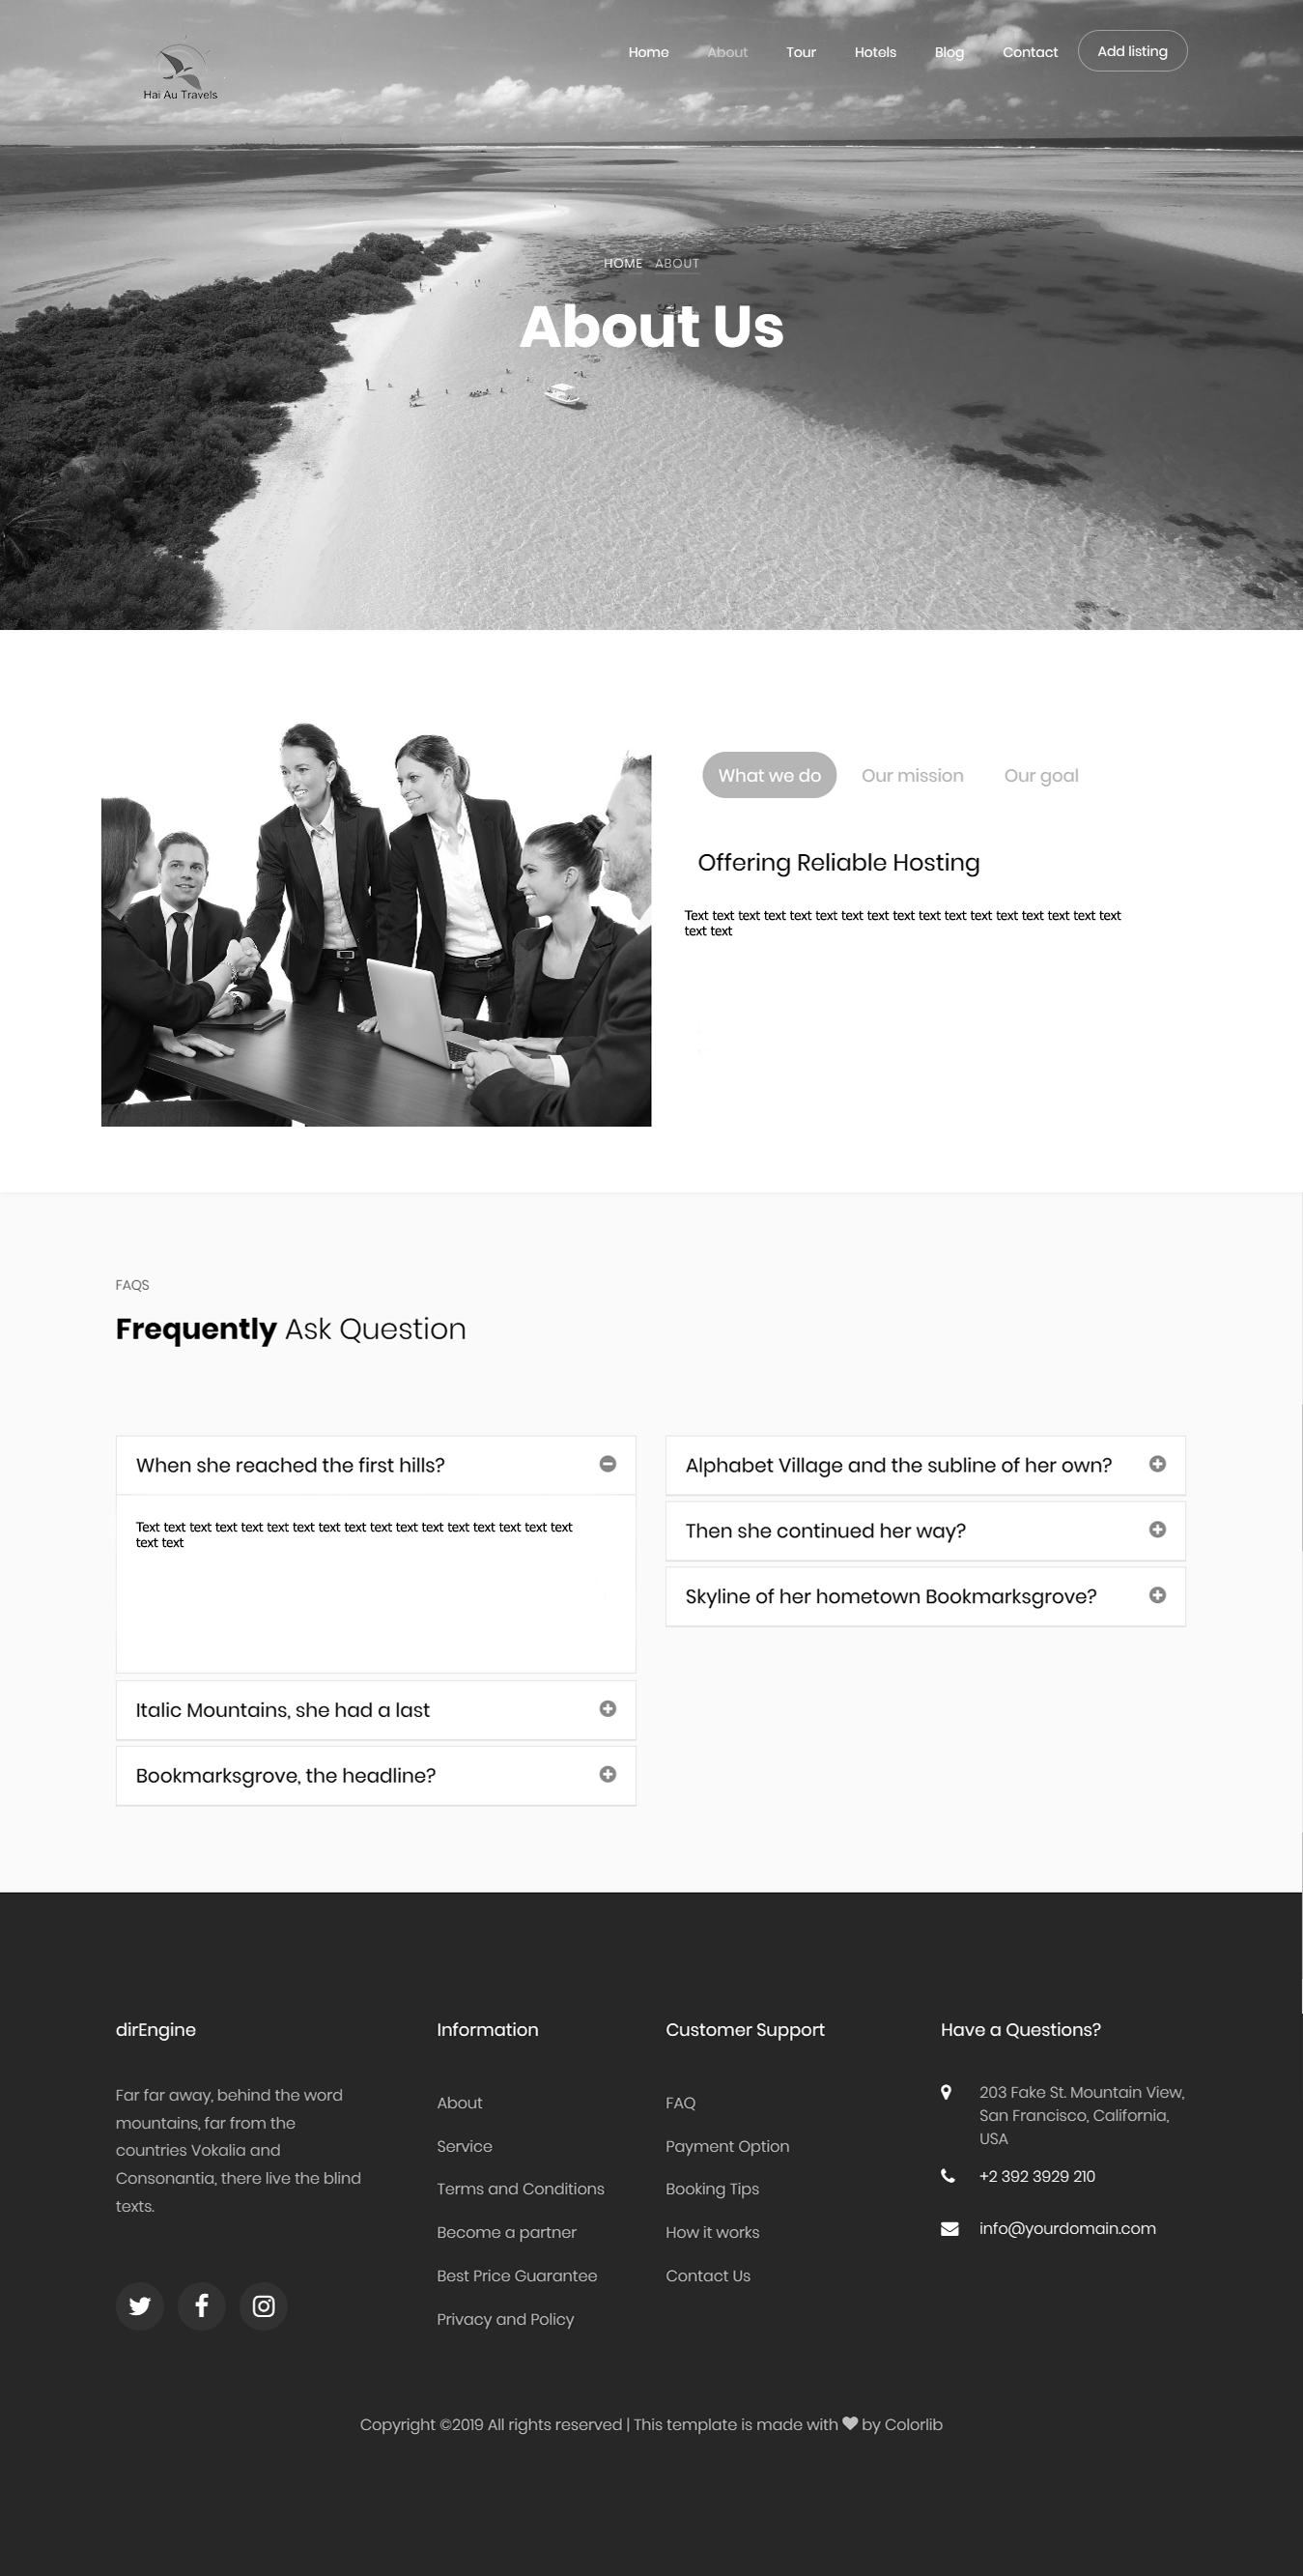 Hai Au Travels
Home About Tour Hotels Blog Contact Add listing
HOME ABOUT
About Us
What we do Our mission Our goal
Offering Reliable Hosting
Text text text text text text text text text text text text text text text text text
text text
FAQS
Frequently Ask Question
When she reached the first hills?
Text text text text text text text text text text text text text text text text text
text text
Italic Mountains, she had a last
Bookmarksgrove, the headline?
Alphabet Village and the subline of her own?
Then she continued her way?
Skyline of her hometown Bookmarksgrove?
dirEngine
Far far away, behind the word
mountains, far from the
countries Vokalia and
Consonantia, there live the blind
texts.
Information
About
Service
Terms and Conditions
Become a partner
Best Price Guarantee
Privacy and Policy
Customer Support
FAQ
Payment Option
Booking Tips
How it works
Contact Us
Have a Questions?
203 Fake St. Mountain View,
San Francisco, California,
USA
+2 392 3929 210
info@yourdomain.com
Copyright ©2019 All rights reserved | This template is made with ♥ by Colorlib